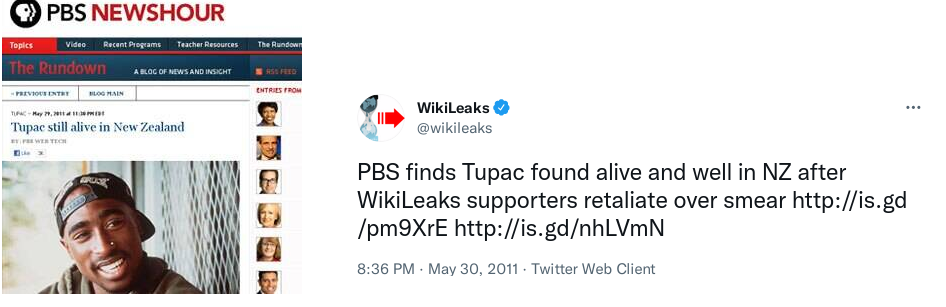 PBS NEWSHOUR
Topics Video Recent Programs Teacher Resources The Rundown
The Rundown A BLOG OF NEWS AND INSIGHT RSS FEED
« PREVIOUS ENTRY BLOG MAIN
ENTRIES FROM
TUPAC — May 29, 2011 at 11:30 PM EDT
Tupac still alive in New Zealand
BY: PBS WEB TECH
Like
WikiLeaks
@wikileaks
PBS finds Tupac found alive and well in NZ after
WikiLeaks supporters retaliate over smear http://is.gd
/pm9XrE http://is.gd/nhLVmN
8:36 PM · May 30, 2011 · Twitter Web Client